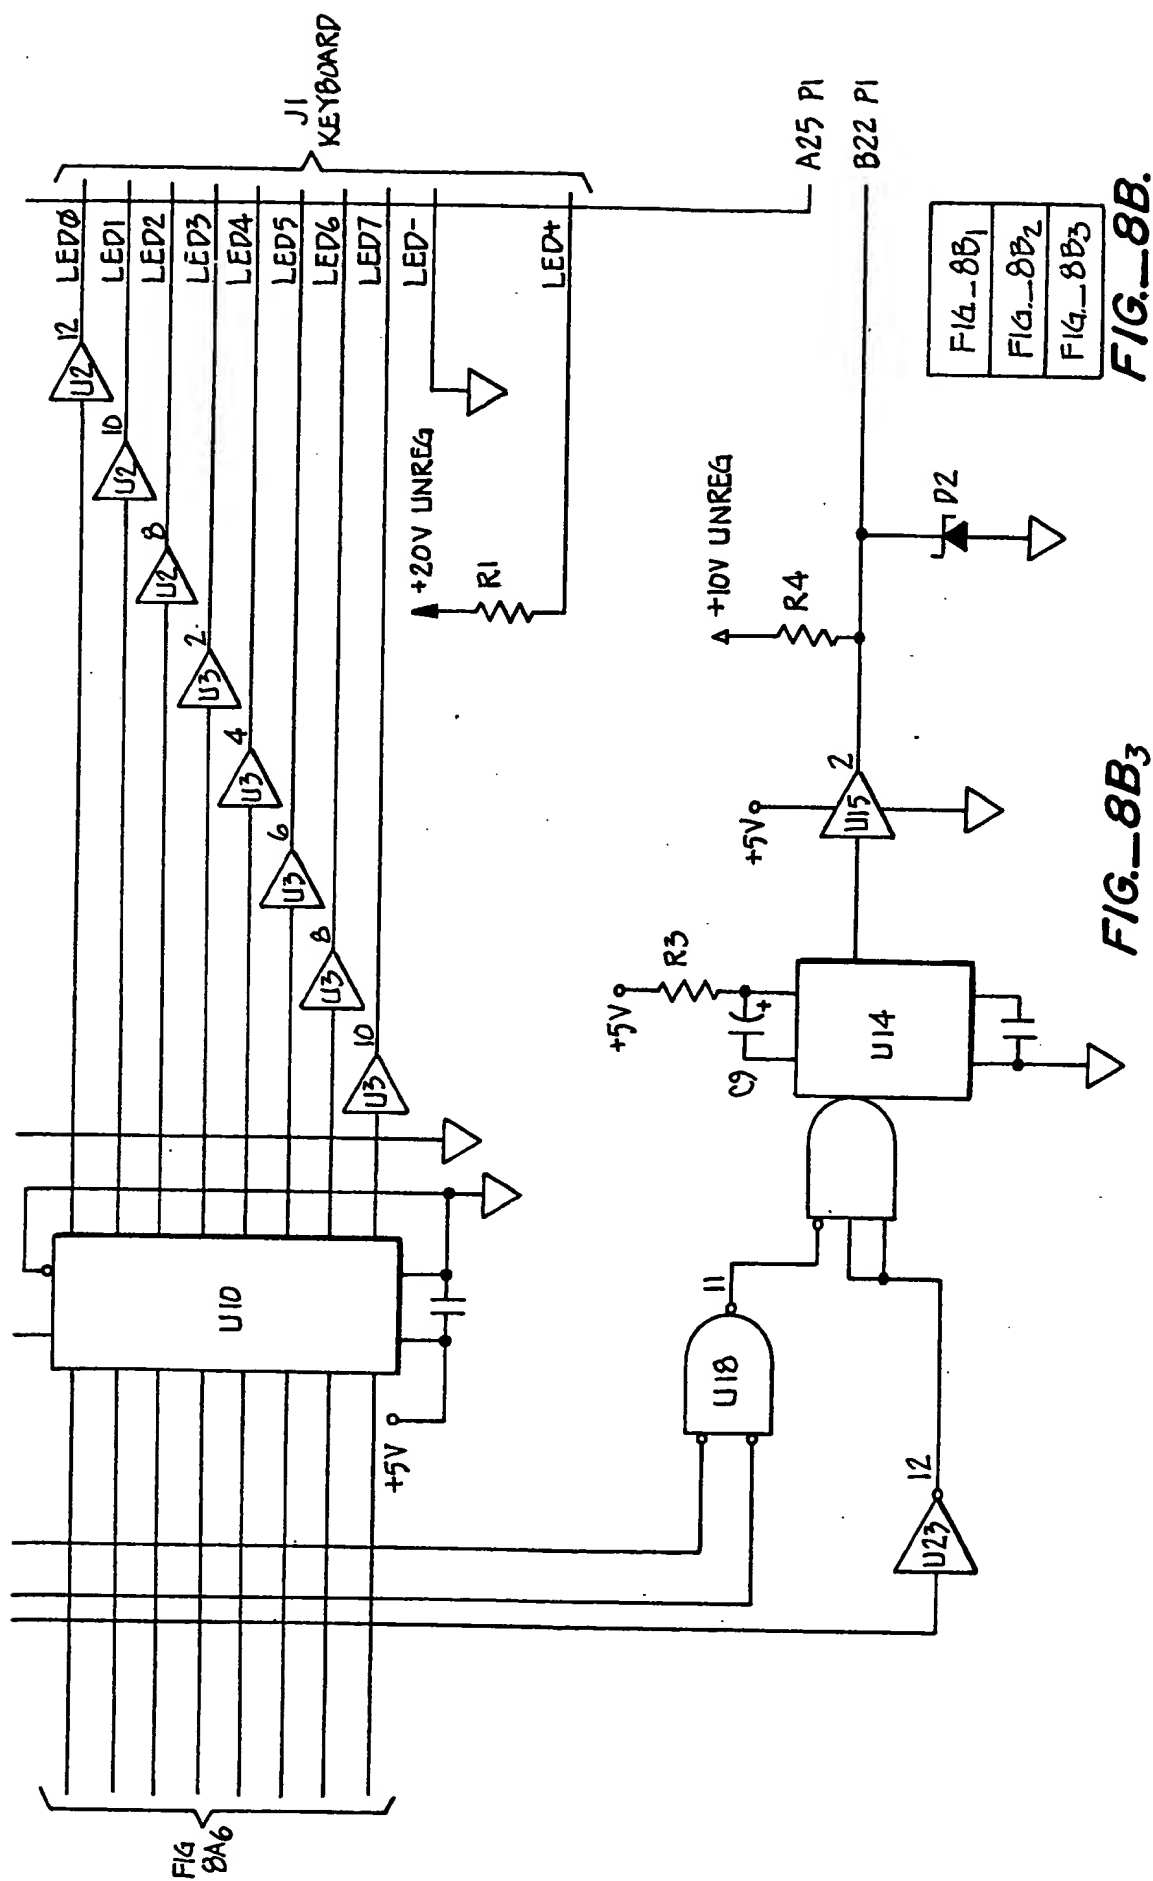 J1
KEYBOARD
LEDØ
LED1
LED2
LED3
LED4
LED5
LED6
LED7
LED-
LED+
12
U2
10
U2
8
U2
2
U3
4
U3
6
U3
8
U3
10
U3
+20V UNREG
R1
A25 P1
B22 P1
+10V UNREG
R4
D2
+5V
U15
2
+5V
R3
C9
U14
U10
+5V
U18
11
U23
12
FIG
8A6
FIG._8B1
FIG._8B2
FIG._8B3
FIG._8B.
FIG._8B3